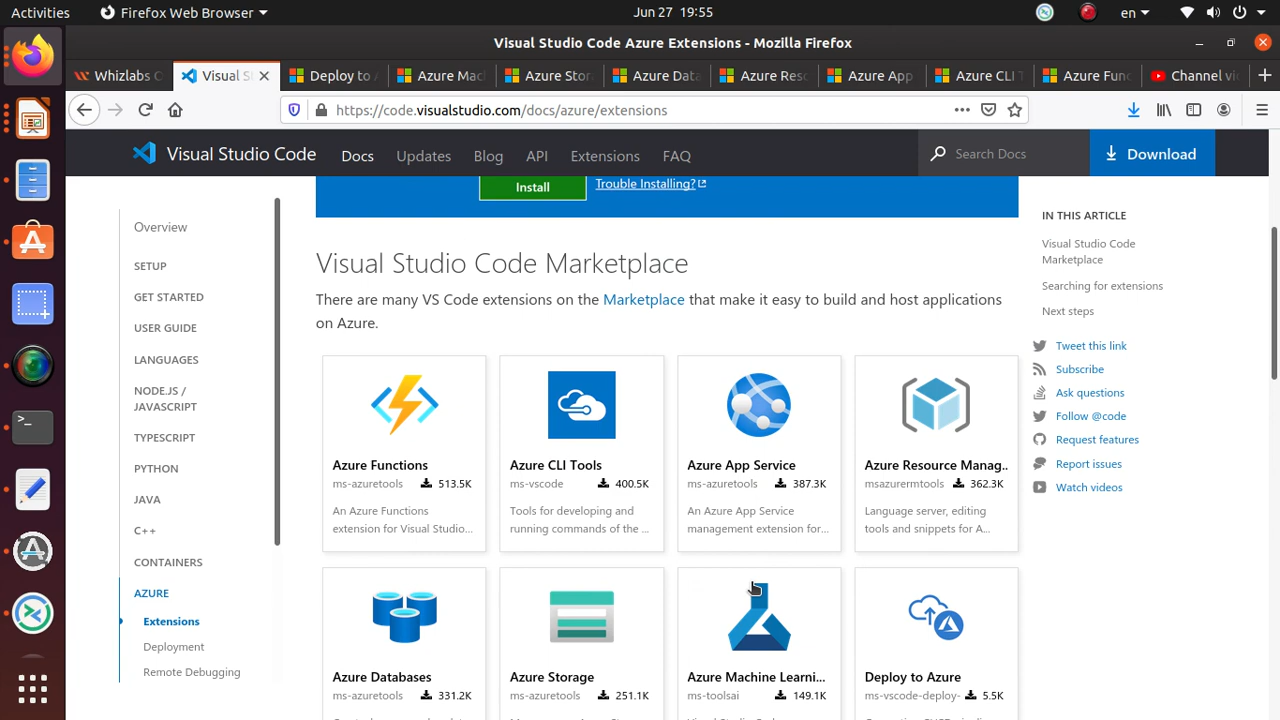 Activities
Firefox Web Browser
Jun 27 19:55
en
Visual Studio Code Azure Extensions - Mozilla Firefox
Whizlabs
Visual S
Deploy to
Azure Mac
Azure Stor
Azure Data
Azure Reso
Azure App
Azure CLI T
Azure Func
Channel vi
https://code.visualstudio.com/docs/azure/extensions
Visual Studio Code
Docs
Updates
Blog
API
Extensions
FAQ
Search Docs
Download
Install
Trouble Installing?
Overview
SETUP
GET STARTED
USER GUIDE
LANGUAGES
NODE.JS /
JAVASCRIPT
TYPESCRIPT
PYTHON
JAVA
C++
CONTAINERS
AZURE
Extensions
Deployment
Remote Debugging
Visual Studio Code Marketplace
There are many VS Code extensions on the Marketplace that make it easy to build and host applications
on Azure.
Azure Functions
ms-azuretools 513.5K
An Azure Functions
extension for Visual Studio...
Azure CLI Tools
ms-vscode 400.5K
Tools for developing and
running commands of the ...
Azure App Service
ms-azuretools 387.3K
An Azure App Service
management extension for...
Azure Resource Manag..
msazurermtools 362.3K
Language server, editing
tools and snippets for A...
Azure Databases
ms-azuretools 331.2K
Azure Storage
ms-azuretools 251.1K
Azure Machine Learni...
ms-toolsai 149.1K
Deploy to Azure
ms-vscode-deploy- 5.5K
IN THIS ARTICLE
Visual Studio Code
Marketplace
Searching for extensions
Next steps
Tweet this link
Subscribe
Ask questions
Follow @code
Request features
Report issues
Watch videos